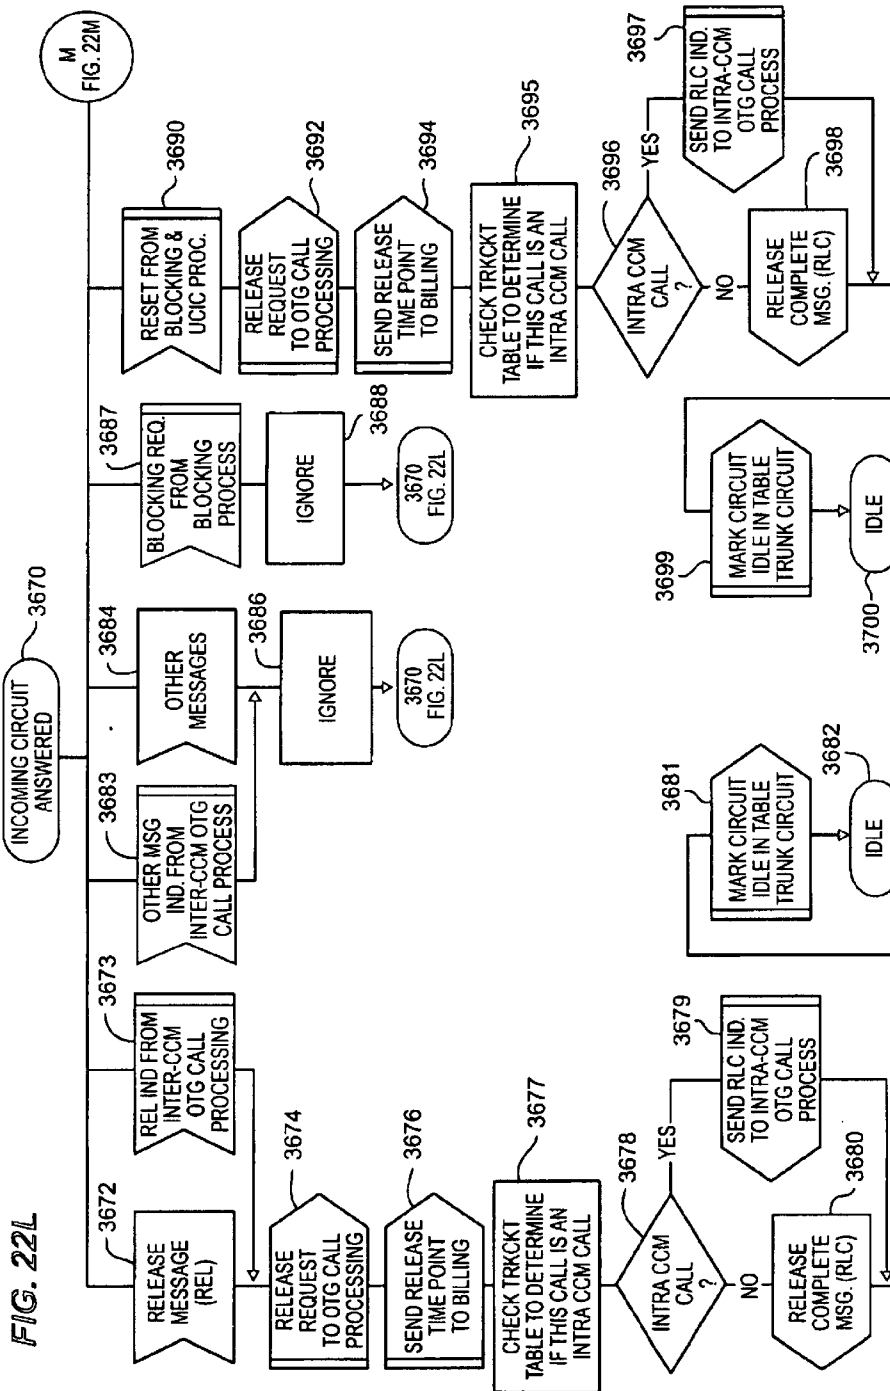 FIG. 22L
INCOMING CIRCUIT
ANSWERED
3670
M
FIG. 22M
RELEASE
MESSAGE
(REL)
3672
REL IND FROM
INTER-CCM
OTG CALL
PROCESSING
3673
RELEASE
REQUEST
TO OTG CALL
PROCESSING
3674
SEND RELEASE
TIME POINT
TO BILLING
3676
CHECK TRKCKT
TABLE TO DETERMINE
IF THIS CALL IS AN
INTRA CCM CALL
3677
INTRA CCM
CALL
?
3678
YES
NO
SEND RLC IND.
TO INTRA-CCM
OTG CALL
PROCESS
3679
RELEASE
COMPLETE
MSG. (RLC)
3680
MARK CIRCUIT
IDLE IN TABLE
TRUNK CIRCUIT
3681
IDLE
3682
OTHER MSG
IND. FROM
INTER-CCM OTG
CALL PROCESS
3683
OTHER
MESSAGES
3684
IGNORE
3686
3670
FIG. 22L
BLOCKING REQ.
FROM
BLOCKING
PROCESS
3687
IGNORE
3688
3670
FIG. 22L
RESET FROM
BLOCKING &
UCIC PROC.
3690
RELEASE
REQUEST
TO OTG CALL
PROCESSING
3692
SEND RELEASE
TIME POINT
TO BILLING
3694
CHECK TRKCKT
TABLE TO DETERMINE
IF THIS CALL IS AN
INTRA CCM CALL
3695
INTRA CCM
CALL
?
3696
YES
NO
SEND RLC IND.
TO INTRA-CCM
OTG CALL
PROCESS
3697
RELEASE
COMPLETE
MSG. (RLC)
3698
MARK CIRCUIT
IDLE IN TABLE
TRUNK CIRCUIT
3699
IDLE
3700